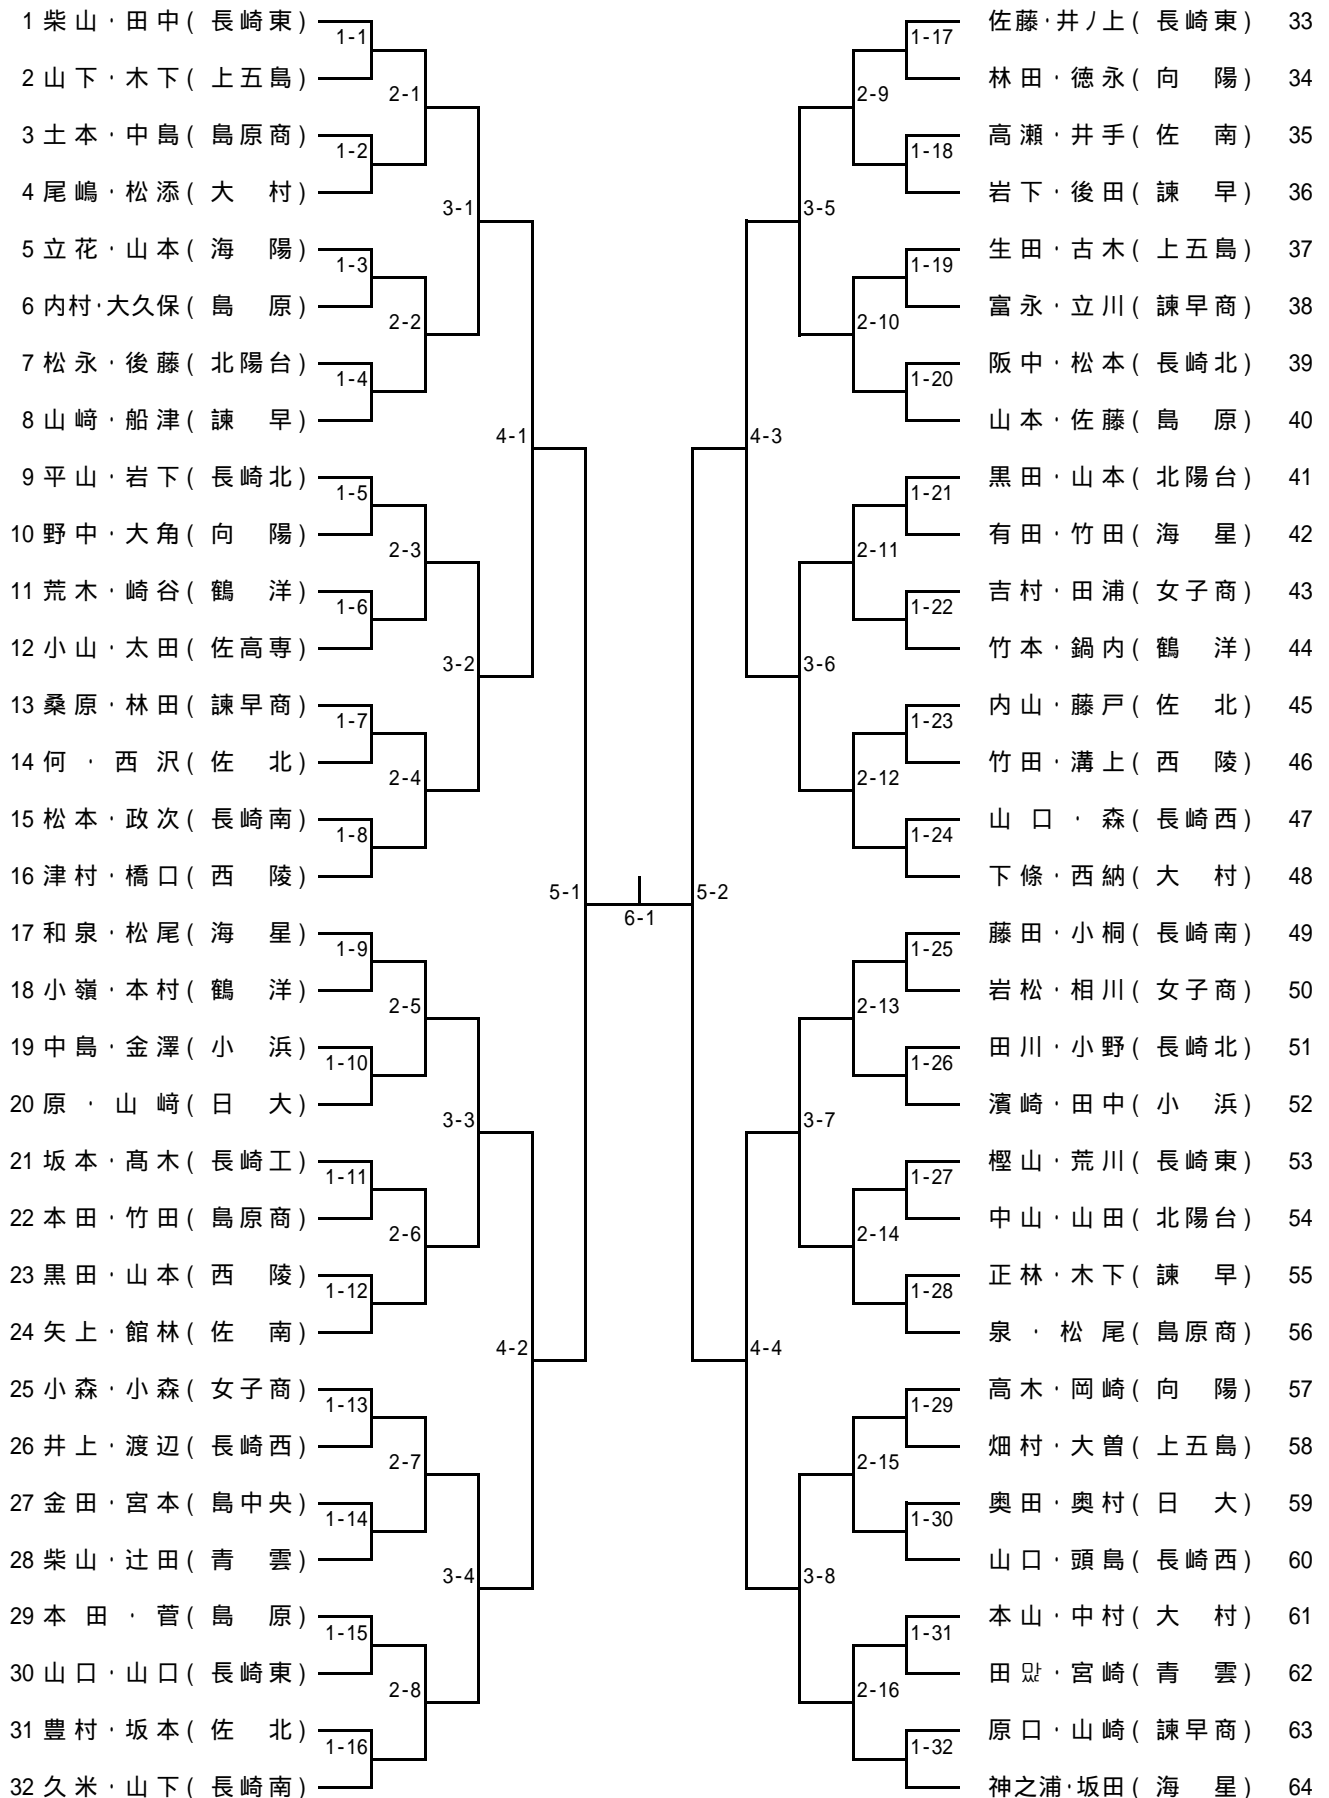 1 柴山・田中(長崎東)
1-1
2 山下・木下(上五島)
2-1
3 土本・中島(島原商)
1-2
4 尾嶋・松添(大 村)
3-1
5 立花・山本(海 陽)
1-3
6 内村・大久保(島 原)
2-2
7 松永・後藤(北陽台)
1-4
8 山﨑・船津(諫 早)
4-1
9 平山・岩下(長崎北)
1-5
10 野中・大角(向 陽)
2-3
11 荒木・崎谷(鶴 洋)
1-6
12 小山・太田(佐高専)
3-2
13 桑原・林田(諫早商)
1-7
14 何・西沢(佐 北)
2-4
15 松本・政次(長崎南)
1-8
16 津村・橋口(西 陵)
5-1
17 和泉・松尾(海 星)
1-9
18 小嶺・本村(鶴 洋)
2-5
19 中島・金澤(小 浜)
1-10
20 原・山﨑(日 大)
3-3
21 坂本・髙木(長崎工)
1-11
22 本田・竹田(島原商)
2-6
23 黒田・山本(西 陵)
1-12
24 矢上・館林(佐 南)
4-2
25 小森・小森(女子商)
1-13
26 井上・渡辺(長崎西)
2-7
27 金田・宮本(島中央)
1-14
28 柴山・辻田(青 雲)
3-4
29 本田・菅(島 原)
1-15
30 山口・山口(長崎東)
2-8
31 豊村・坂本(佐 北)
1-16
32 久米・山下(長崎南)
6-1
佐藤・井ノ上(長崎東) 33
1-17
林田・徳永(向 陽) 34
2-9
高瀬・井手(佐 南) 35
1-18
岩下・後田(諫 早) 36
3-5
生田・古木(上五島) 37
1-19
富永・立川(諫早商) 38
2-10
阪中・松本(長崎北) 39
1-20
山本・佐藤(島 原) 40
4-3
黒田・山本(北陽台) 41
1-21
有田・竹田(海 星) 42
2-11
吉村・田浦(女子商) 43
1-22
竹本・鍋内(鶴 洋) 44
3-6
内山・藤戸(佐 北) 45
1-23
竹田・溝上(西 陵) 46
2-12
山口・森(長崎西) 47
1-24
下條・西納(大 村) 48
5-2
藤田・小桐(長崎南) 49
1-25
岩松・相川(女子商) 50
2-13
田川・小野(長崎北) 51
1-26
濱崎・田中(小 浜) 52
3-7
樫山・荒川(長崎東) 53
1-27
中山・山田(北陽台) 54
2-14
正林・木下(諫 早) 55
1-28
泉・松尾(島原商) 56
4-4
高木・岡崎(向 陽) 57
1-29
畑村・大曽(上五島) 58
2-15
奥田・奥村(日 大) 59
1-30
山口・頭島(長崎西) 60
3-8
本山・中村(大 村) 61
1-31
田・宮崎(青 雲) 62
2-16
原口・山崎(諫早商) 63
1-32
神之浦・坂田(海 星) 64